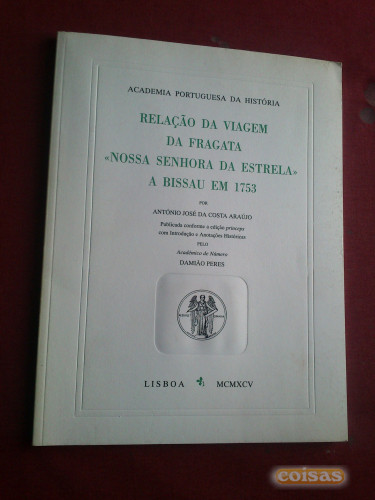 ACADEMIA PORTUGUESA DA HISTÓRIA
RELAÇÃO DA VIAGEM
DA FRAGATA
«NOSSA SENHORA DA ESTRELA»
A BISSAU EM 1753
POR
ANTÓNIO JOSÉ DA COSTA ARAÚJO
Publicada conforme a edição princeps
com Introdução e Anotações Históricas
PELO
Académico de Número
DAMIÃO PERES
LISBOA MCMXCV
coisas